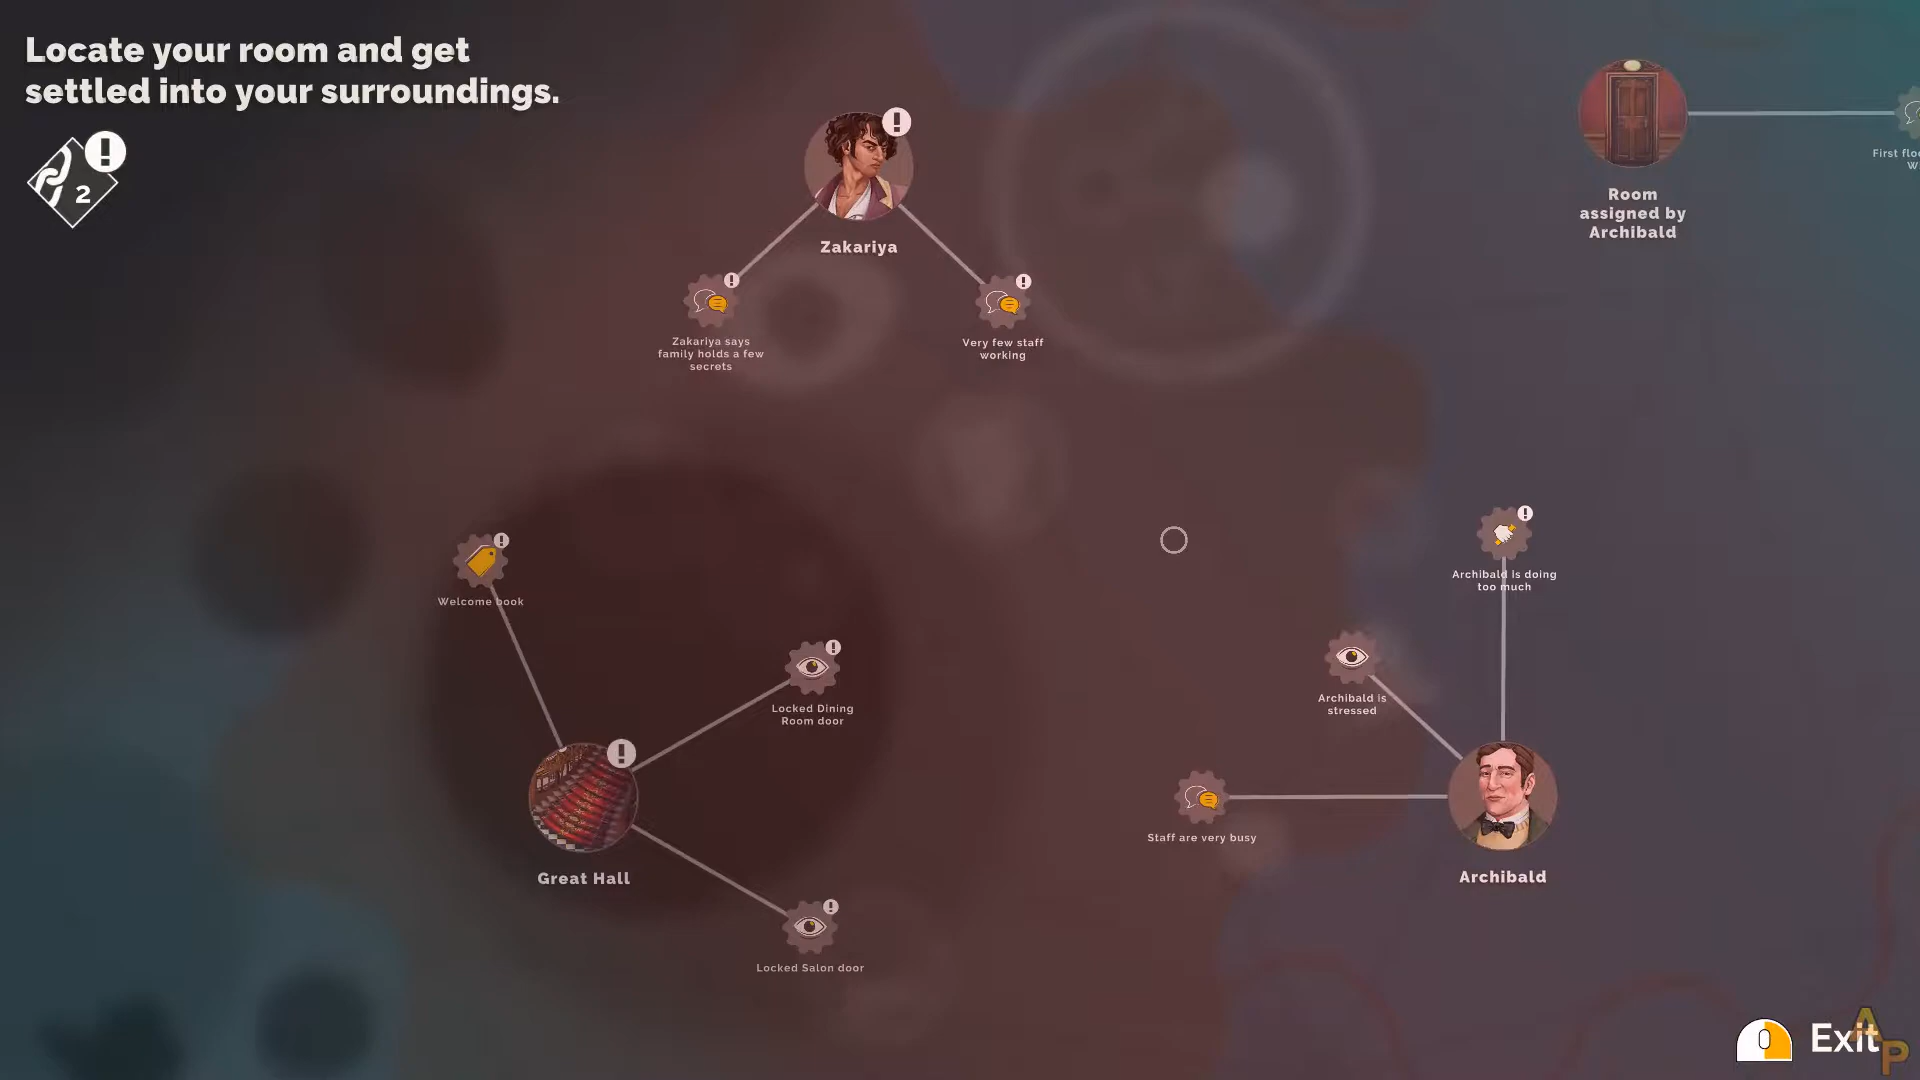 Locate your room and get
settled into your surroundings.
2
Zakariya
Zakariya says
family holds a few
secrets
Very few staff
working
Room
assigned by
Archibald
Welcome book
Locked Dining
Room door
Great Hall
Locked Salon door
Archibald is doing
too much
Archibald is
stressed
Staff are very busy
Archibald
Exit
AP